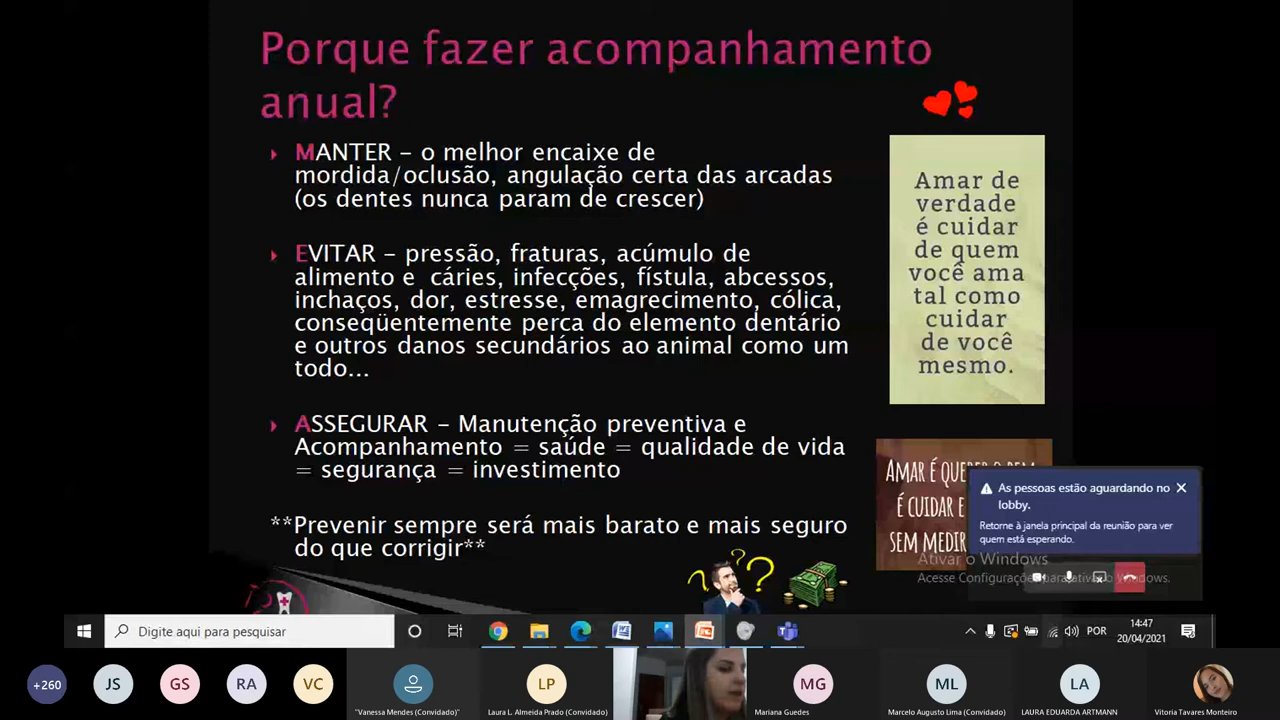 Porque fazer acompanhamento
anual?
MANTER – o melhor encaixe de
mordida/oclusão, angulação certa das arcadas
(os dentes nunca param de crescer)
EVITAR – pressão, fraturas, acúmulo de
alimento e cáries, infecções, fístula, abcessos,
inchaços, dor, estresse, emagrecimento, cólica,
conseqüentemente perca do elemento dentário
e outros danos secundários ao animal como um
todo...
ASSEGURAR – Manutenção preventiva e
Acompanhamento = saúde = qualidade de vida
= segurança = investimento
**Prevenir sempre será mais barato e mais seguro
do que corrigir**
Amar de
verdade
é cuidar
de quem
você ama
tal como
cuidar
de você
mesmo.
AMAR É QUERER O BEM
É CUIDAR E
SEM MEDIR
As pessoas estão aguardando no
lobby.
Retorne à janela principal da reunião para ver
quem está esperando.
Ativar o Windows
Acesse Configurações para ativar o Windows.
Digite aqui para pesquisar
POR
14:47
20/04/2021
+260
JS
GS
RA
VC
"Vanessa Mendes (Convidado)"
LP
Laura L. Almeida Prado (Convidado)
MG
Mariana Guedes
ML
Marcelo Augusto Lima (Convidado)
LA
LAURA EDUARDA ARTMANN
Vitoria Tavares Monteiro